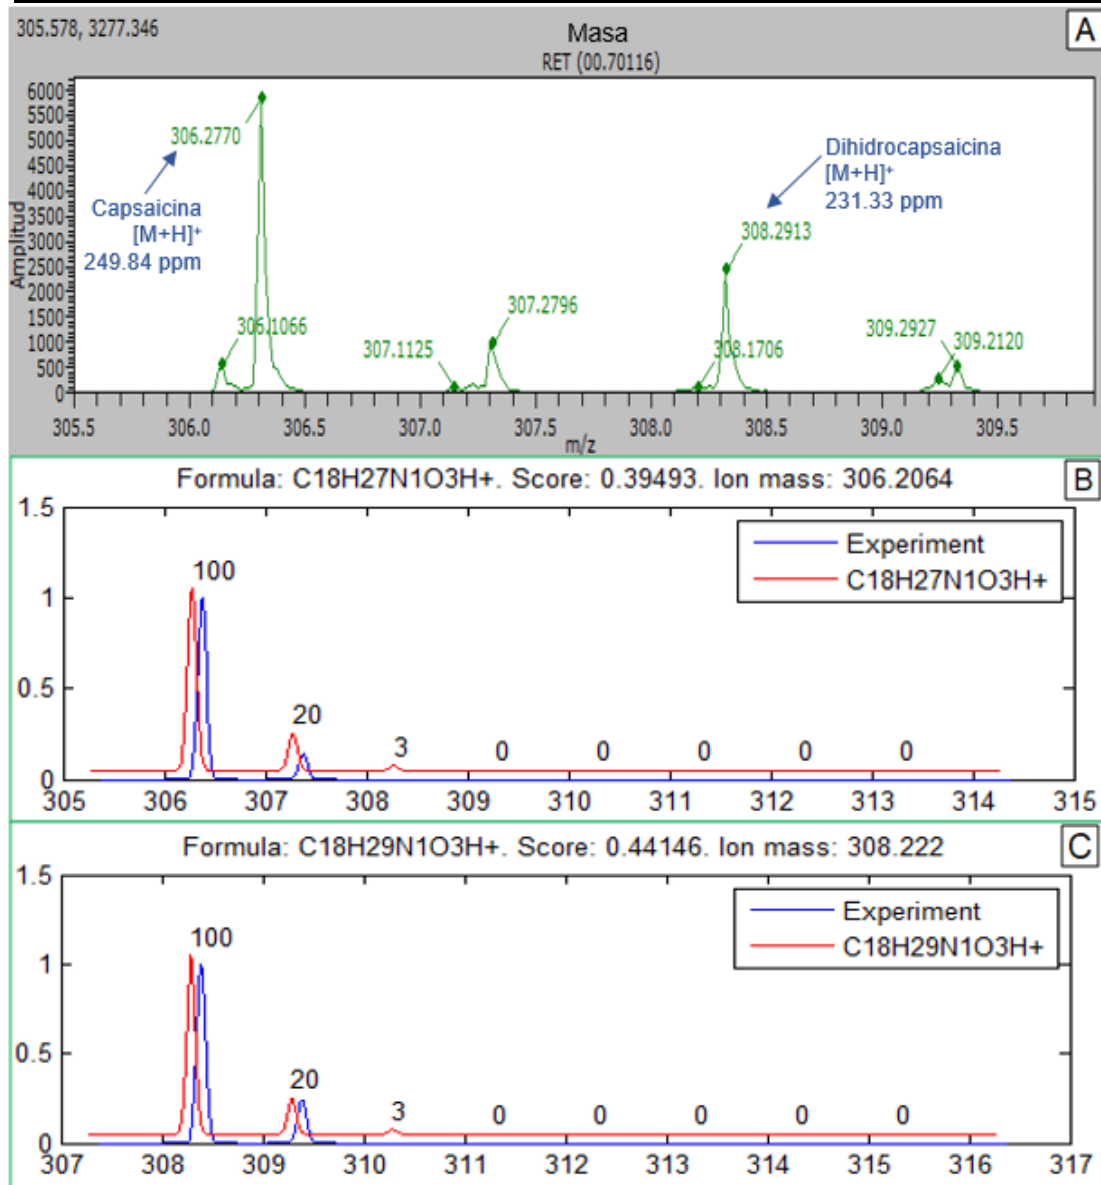 305.578, 3277.346
Masa
A
RET (00.70116)
6000
5500
5000
4500
4000
3500
3000
2500
2000
1500
1000
500
0
Amplitud
306.2770
Capsaicina
[M+H]+
249.84 ppm
306.1066
307.1125
307.2796
Dihidrocapsaicina
[M+H]+
231.33 ppm
308.2913
308.1706
309.2927
309.2120
305.5 306.0 306.5 307.0 307.5 308.0 308.5 309.0 309.5
m/z
Formula: C18H27N1O3H+. Score: 0.39493. Ion mass: 306.2064
B
1.5
1
0.5
0
Experiment
C18H27N1O3H+
100
20
3
0 0 0 0 0
305 306 307 308 309 310 311 312 313 314 315
Formula: C18H29N1O3H+. Score: 0.44146. Ion mass: 308.222
C
1.5
1
0.5
0
Experiment
C18H29N1O3H+
100
20
3
0 0 0 0 0
307 308 309 310 311 312 313 314 315 316 317